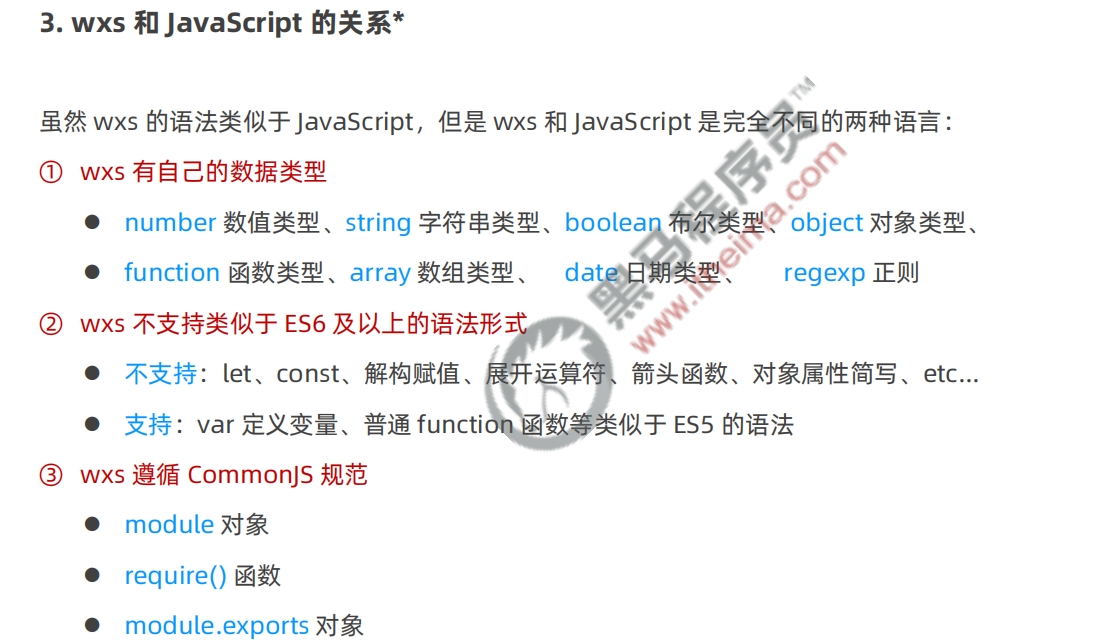 3. wxs 和 JavaScript 的关系*
虽然 wxs 的语法类似于 JavaScript，但是 wxs 和 JavaScript 是完全不同的两种语言：
① wxs 有自己的数据类型
● number 数值类型、string 字符串类型、boolean 布尔类型、object 对象类型、
● function 函数类型、array 数组类型、 date 日期类型、 regexp 正则
② wxs 不支持类似于 ES6 及以上的语法形式
● 不支持：let、const、解构赋值、展开运算符、箭头函数、对象属性简写、etc...
● 支持：var 定义变量、普通 function 函数等类似于 ES5 的语法
③ wxs 遵循 CommonJS 规范
● module 对象
● require() 函数
● module.exports 对象
黑马程序员™
www.itheima.com